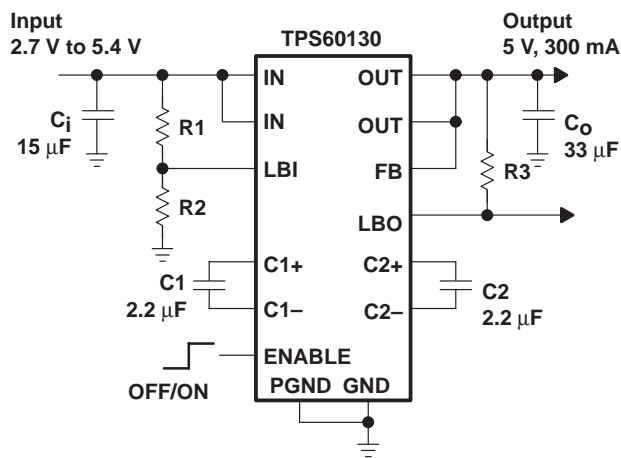 Input
2.7 V to 5.4 V
TPS60130
Output
5 V, 300 mA
IN
OUT
Ci
15 µF
R1
IN
OUT
Co
33 µF
LBI
FB
R3
R2
LBO
C1
2.2 µF
C1+
C2+
C1–
C2–
C2
2.2 µF
ENABLE
OFF/ON
PGND GND